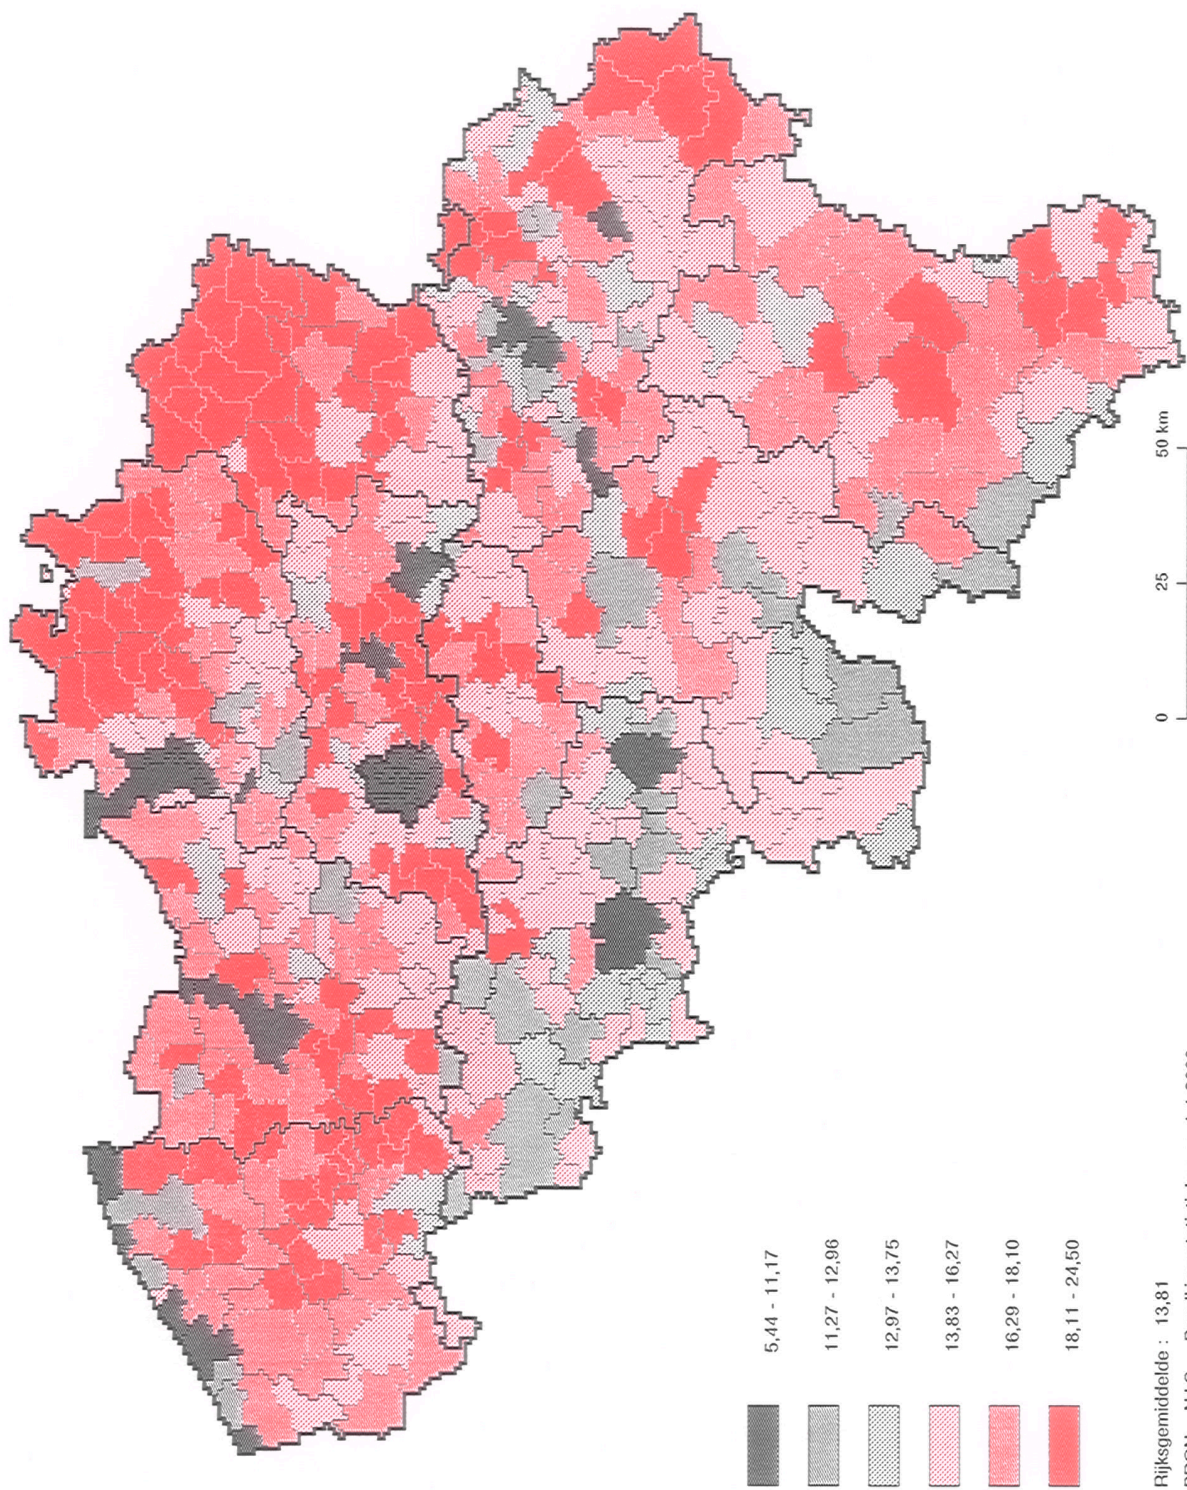 5,44 - 11,17
11,27 - 12,96
12,97 - 13,75
13,83 - 16,27
16,29 - 18,10
18,11 - 24,50
0 25 50 km
Rijksgemiddelde : 13,81